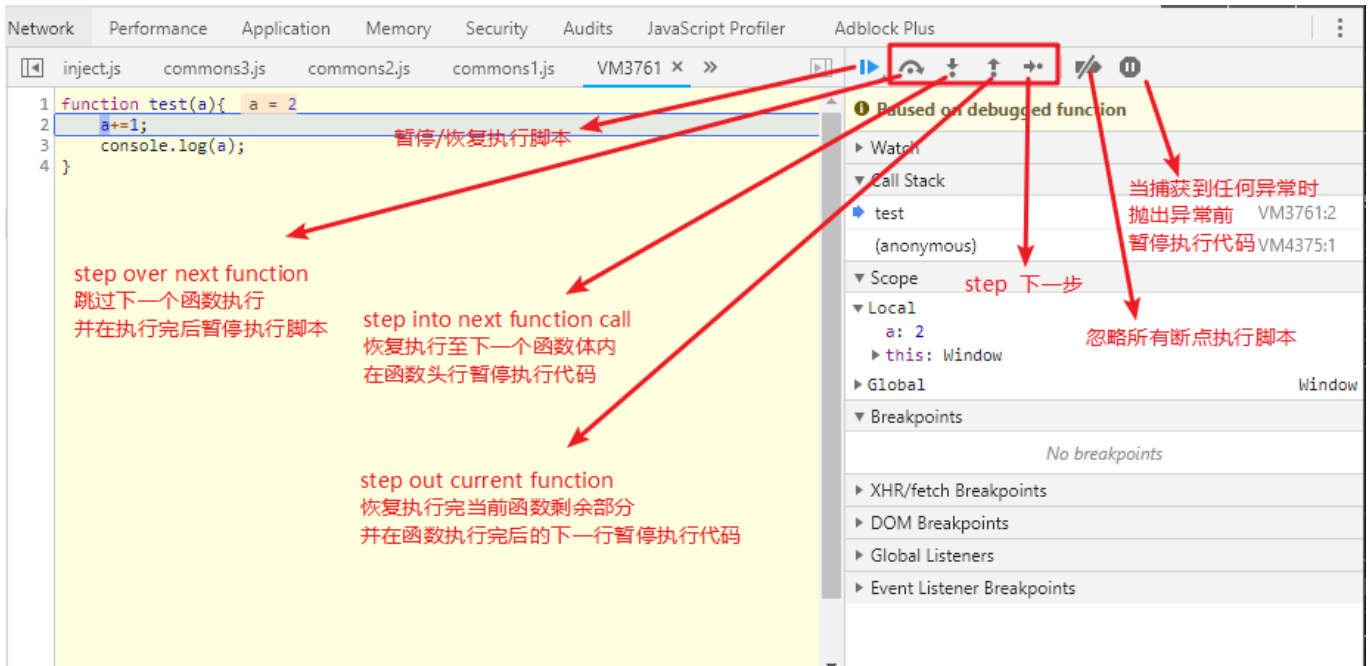 Network Performance Application Memory Security Audits JavaScript Profiler Adblock Plus
inject.js commons3.js commons2.js commons1.js VM3761 × »
1 function test(a){ a = 2
2 a+=1;
3 console.log(a);
4 }
暂停/恢复执行脚本
step over next function
跳过下一个函数执行
并在执行完后暂停执行脚本
step into next function call
恢复执行至下一个函数体内
在函数头行暂停执行代码
step out current function
恢复执行完当前函数剩余部分
并在函数执行完后的下一行暂停执行代码
Paused on debugged function
Watch
Call Stack
当捕获到任何异常时
test 抛出异常前 VM3761:2
(anonymous) 暂停执行代码 VM4375:1
Scope
step 下一步
Local
a: 2
忽略所有断点执行脚本
this: Window
Global Window
Breakpoints
No breakpoints
XHR/fetch Breakpoints
DOM Breakpoints
Global Listeners
Event Listener Breakpoints